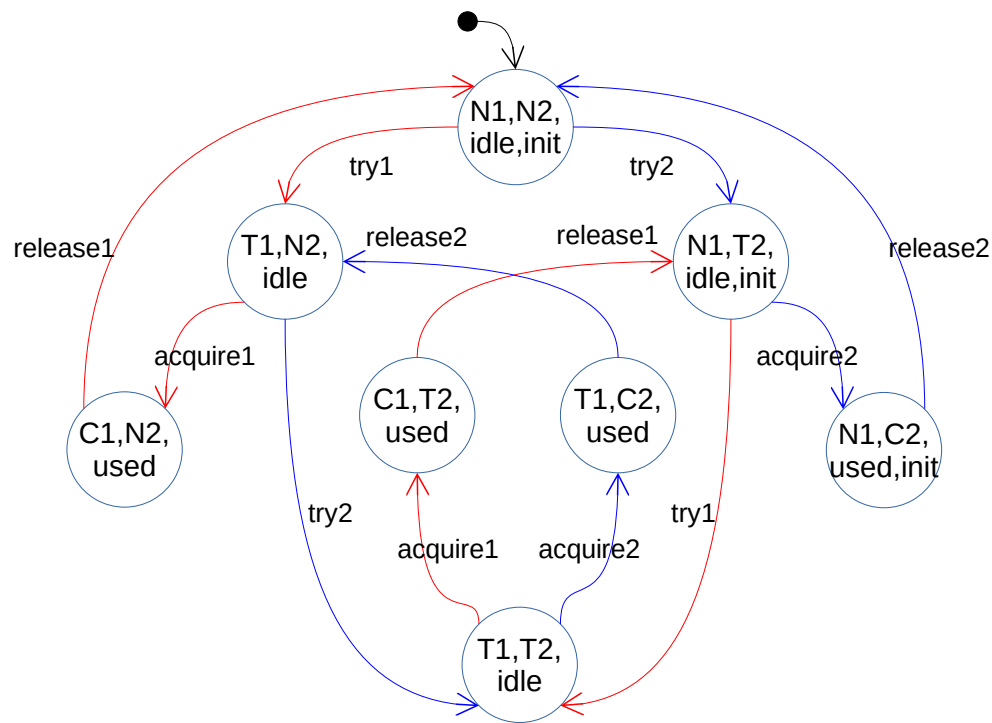 N1,N2,
idle,init
try1
try2
T1,N2,
idle
release2
release1
N1,T2,
idle,init
release1
release2
acquire1
acquire2
C1,T2,
used
T1,C2,
used
C1,N2,
used
N1,C2,
used,init
try2
try1
acquire1
acquire2
T1,T2,
idle